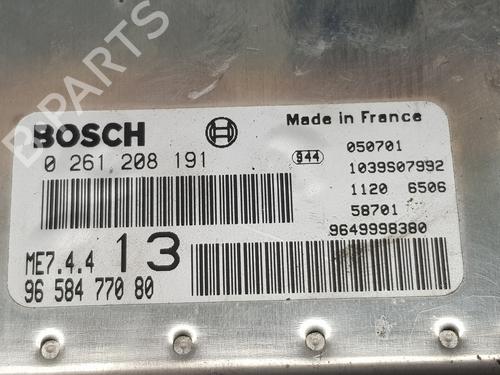 B-PARTS
BOSCH
Made in France
0 261 208 191
944
050701
1039S07992
1120 6506
58701
9649998380
ME7.4.4 13
96 584 770 80